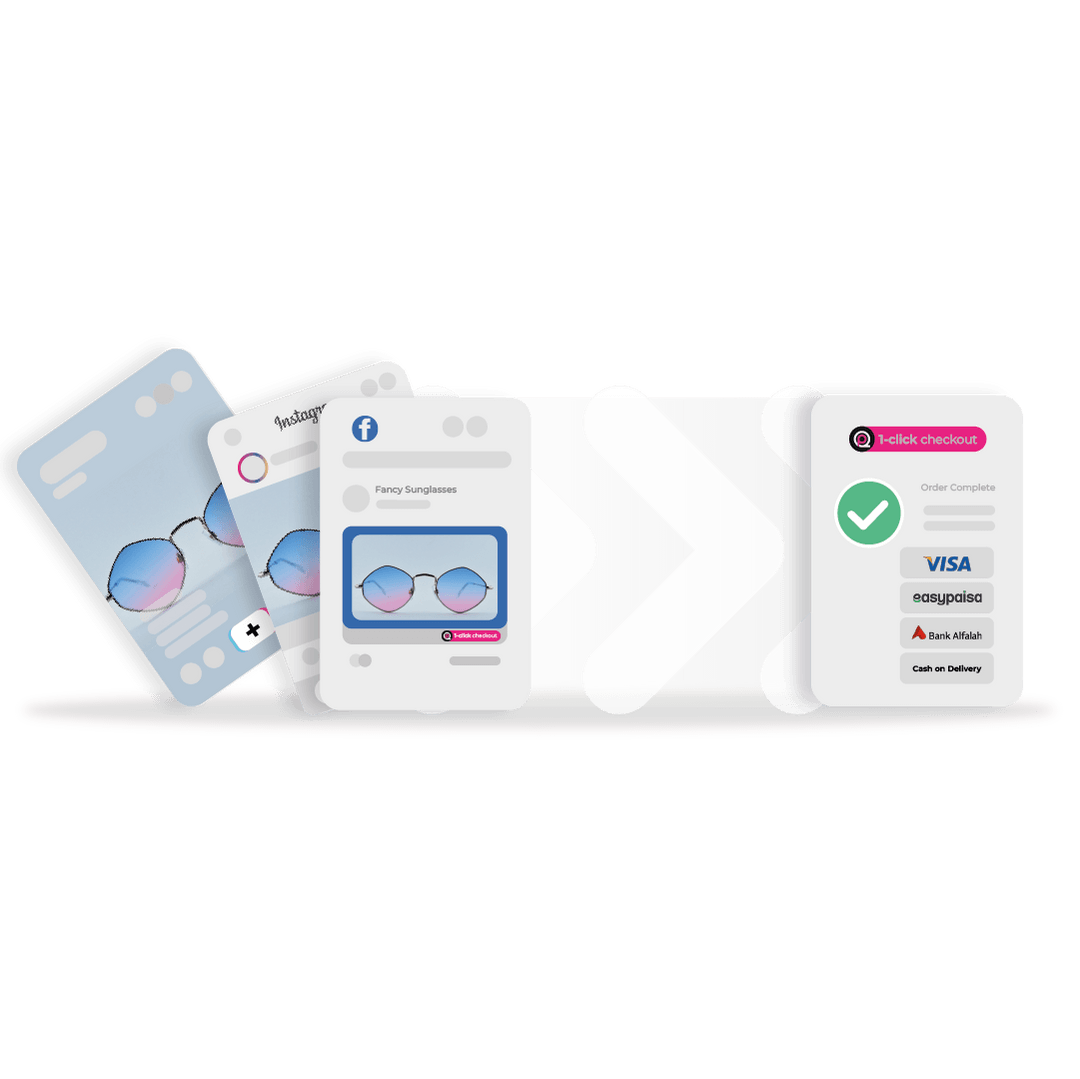 Instagr
f
Fancy Sunglasses
1-click checkout
1-click checkout
Order Complete
VISA
easypaisa
Bank Alfalah
Cash on Delivery